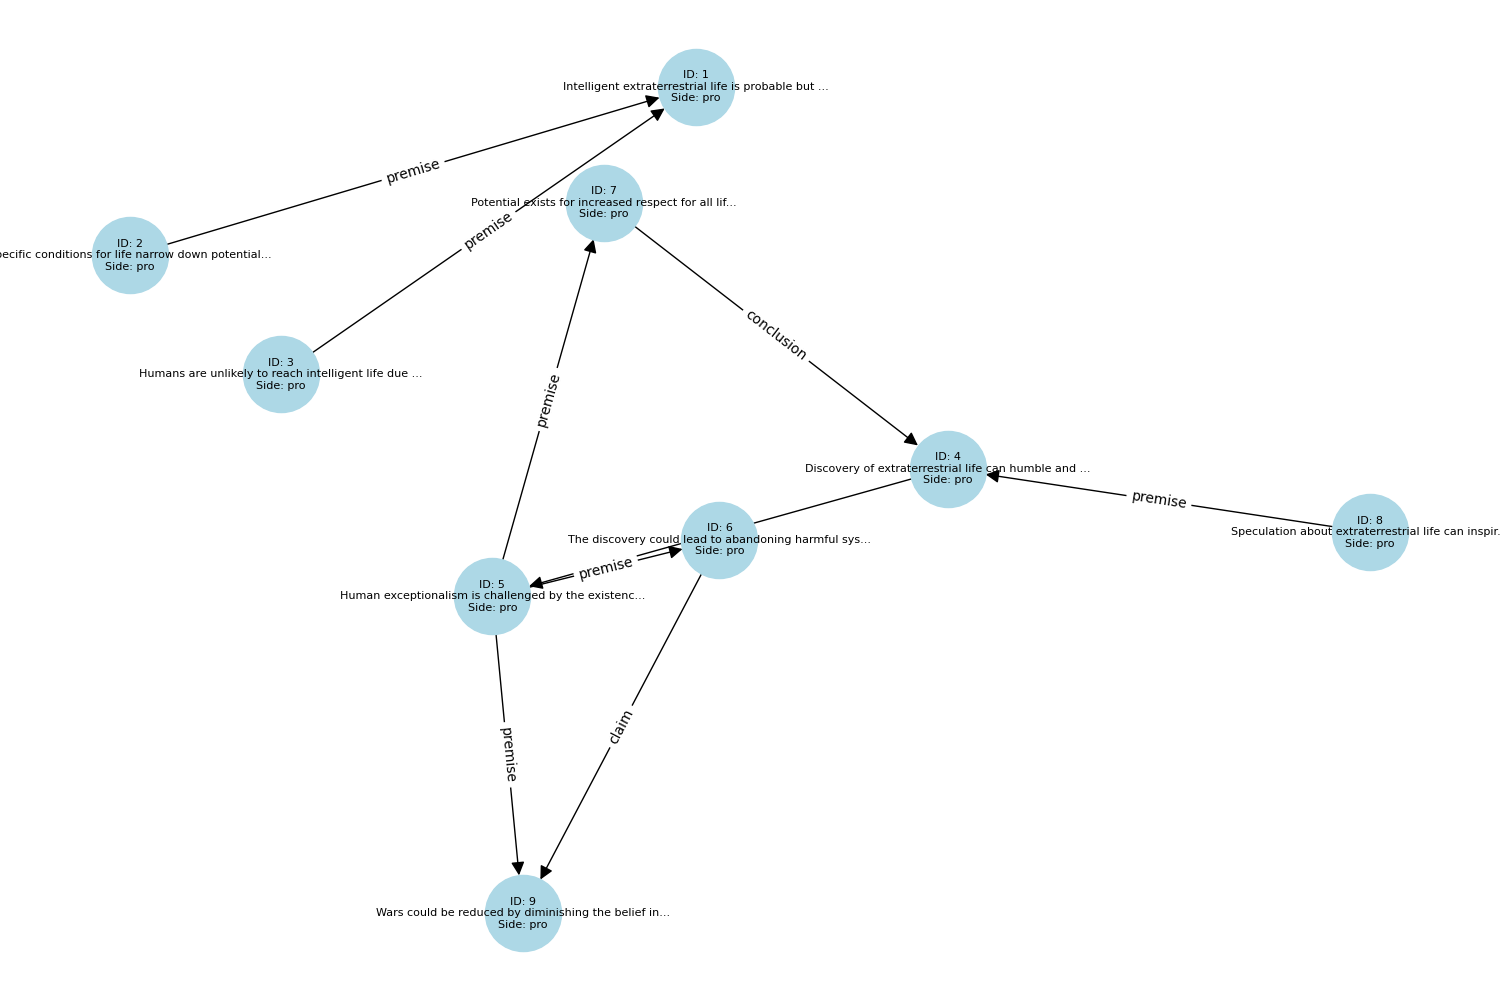 ID: 1
Intelligent extraterrestrial life is probable but ...
Side: pro
premise
ID: 7
Potential exists for increased respect for all lif...
Side: pro
premise
ID: 2
conditions for life narrow down potential...
Side: pro
conclusion
ID: 3
Humans are unlikely to reach intelligent life due ...
Side: pro
premise
ID: 4
Discovery of extraterrestrial life can humble and ...
Side: pro
premise
ID: 8
Speculation about extraterrestrial life can inspir..
Side: pro
ID: 6
The discovery could lead to abandoning harmful sys...
Side: pro
premise
ID: 5
Human exceptionalism is challenged by the existenc...
Side: pro
claim
premise
ID: 9
Wars could be reduced by diminishing the belief in...
Side: pro